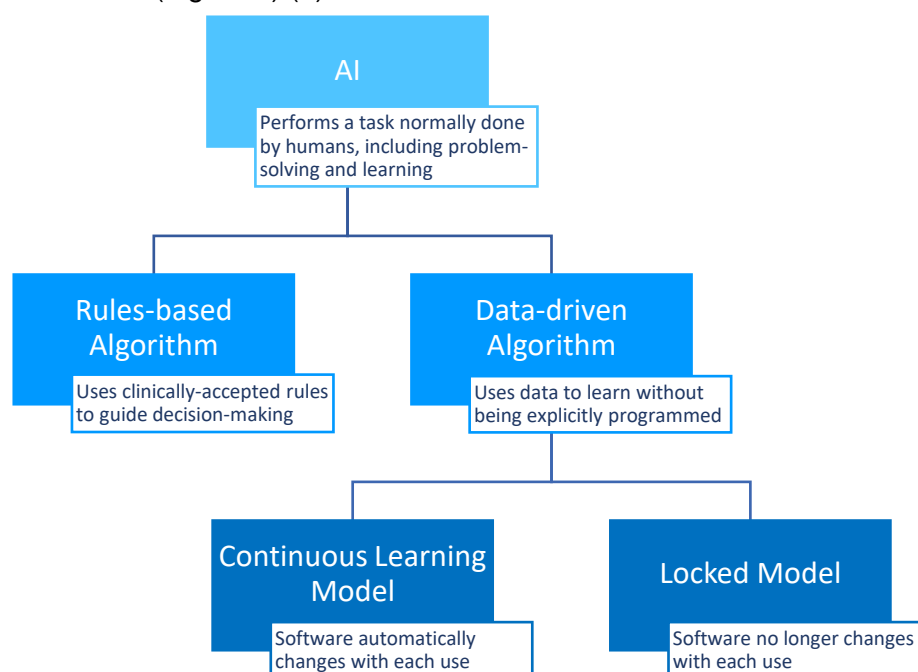 AI
Performs a task normally done
by humans, including problem-
solving and learning
Rules-based
Algorithm
Uses clinically-accepted rules
to guide decision-making
Data-driven
Algorithm
Uses data to learn without
being explicitly programmed
Continuous Learning
Model
Software automatically
changes with each use
Locked Model
Software no longer changes
with each use